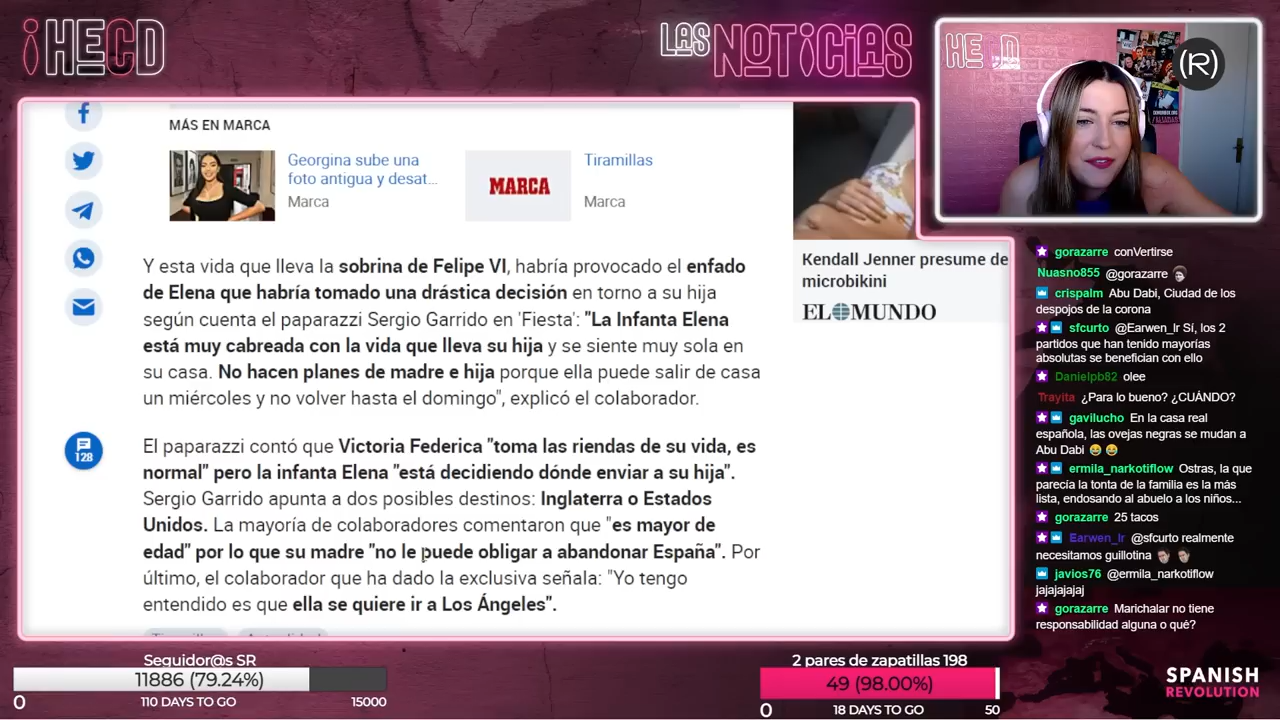 ¡HECD
LAS NOTICIAS
(R)
MÁS EN MARCA
Georgina sube una
foto antigua y desat...
Marca
MARCA
Tiramillas
Marca
Y esta vida que lleva la sobrina de Felipe VI, habría provocado el enfado
de Elena que habría tomado una drástica decisión en torno a su hija
según cuenta el paparazzi Sergio Garrido en 'Fiesta': "La Infanta Elena
está muy cabreada con la vida que lleva su hija y se siente muy sola en
su casa. No hacen planes de madre e hija porque ella puede salir de casa
un miércoles y no volver hasta el domingo", explicó el colaborador.
128
El paparazzi contó que Victoria Federica "toma las riendas de su vida, es
normal" pero la infanta Elena "está decidiendo dónde enviar a su hija".
Sergio Garrido apunta a dos posibles destinos: Inglaterra o Estados
Unidos. La mayoría de colaboradores comentaron que "es mayor de
edad" por lo que su madre "no le puede obligar a abandonar España". Por
último, el colaborador que ha dado la exclusiva señala: "Yo tengo
entendido es que ella se quiere ir a Los Ángeles".
Kendall Jenner presume de
microbikini
EL MUNDO
gorazarre conVertirse
Nuasno855 @gorazarre
crispalm Abu Dabi, Ciudad de los
despojos de la corona
sfcurto @Earwen_lr Sí, los 2
partidos que han tenido mayorías
absolutas se benefician con ello
Danielpb82 olee
Trayita ¿Para lo bueno? ¿CUÁNDO?
gavilucho En la casa real
española, las ovejas negras se mudan a
Abu Dabi
ermila_narkotiflow Ostras, la que
parecía la tonta de la familia es la más
lista, endosando al abuelo a los niños...
gorazarre 25 tacos
Earwen_lr @sfcurto realmente
necesitamos guillotina
javios76 @ermila_narkotiflow
jajajajajaj
gorazarre Marichalar no tiene
responsabilidad alguna o qué?
Seguidor@s SR
11886 (79.24%)
0
110 DAYS TO GO
15000
2 pares de zapatillas 198
49 (98.00%)
0
18 DAYS TO GO
50
SPANISH
REVOLUTION